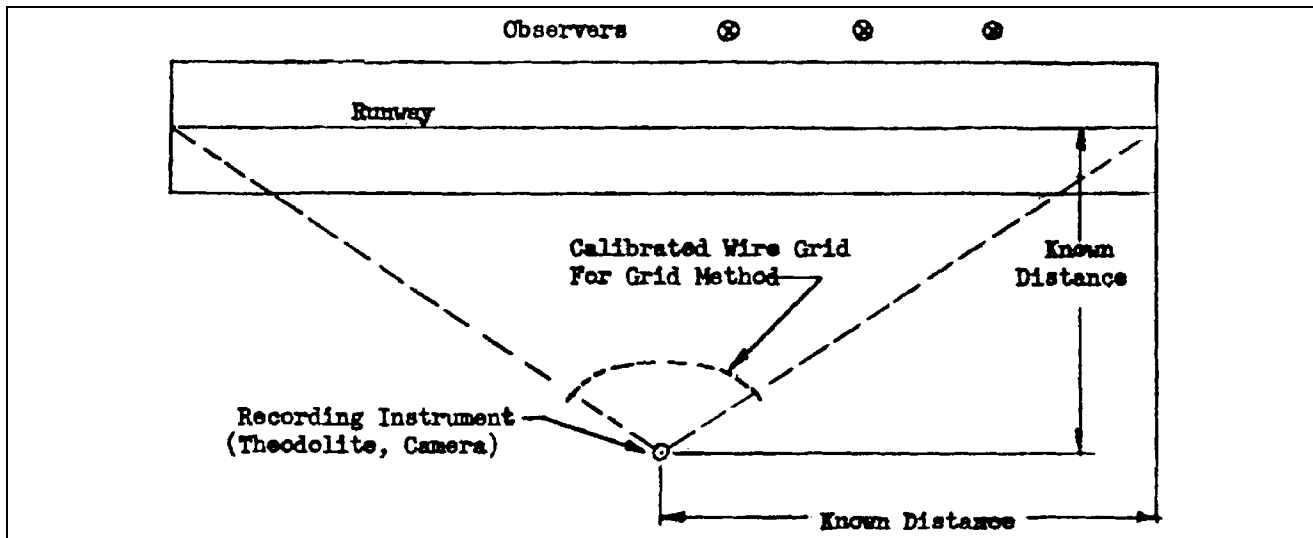 Observers
Runway
Calibrated Wire Grid
For Grid Method
Known
Distance
Recording Instrument
(Theodolite, Camera)
Known Distance